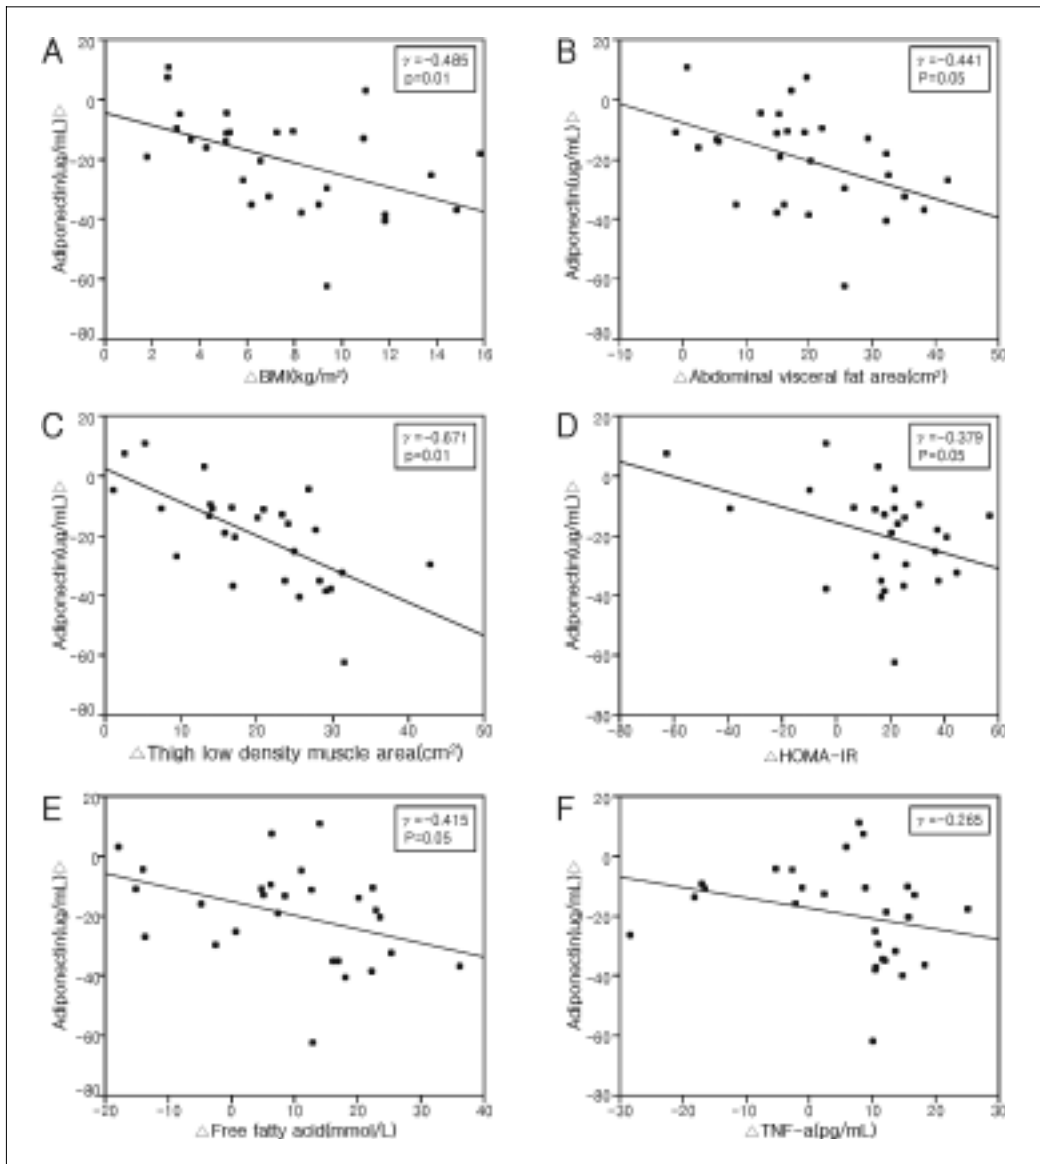 A
γ=-0.485
p=0.01
20
0
-20
-40
-60
-80
Adiponectin(ug/mL)△
0 2 4 6 8 10 12 14 16
△BMI(kg/m²)
B
γ=-0.441
P=0.05
20
0
-20
-40
-60
-80
Adiponectin(ug/mL)△
-10 0 10 20 30 40 50
△Abdominal visceral fat area(cm²)
C
γ=-0.671
p=0.01
20
0
-20
-40
-60
-80
Adiponectin(ug/mL)△
0 10 20 30 40 50
△Thigh low density muscle area(cm²)
D
γ=-0.379
P=0.05
20
0
-20
-40
-60
-80
Adiponectin(ug/mL)△
-80 -60 -40 -20 0 20 40 60
△HOMA-IR
E
γ=-0.415
P=0.05
20
0
-20
-40
-60
-80
Adiponectin(ug/mL)△
-20 -10 0 10 20 30 40
△Free fatty acid(mmol/L)
F
γ=-0.265
20
0
-20
-40
-60
-80
Adiponectin(ug/mL)△
-30 -20 -10 0 10 20 30
△TNF-a(pg/mL)